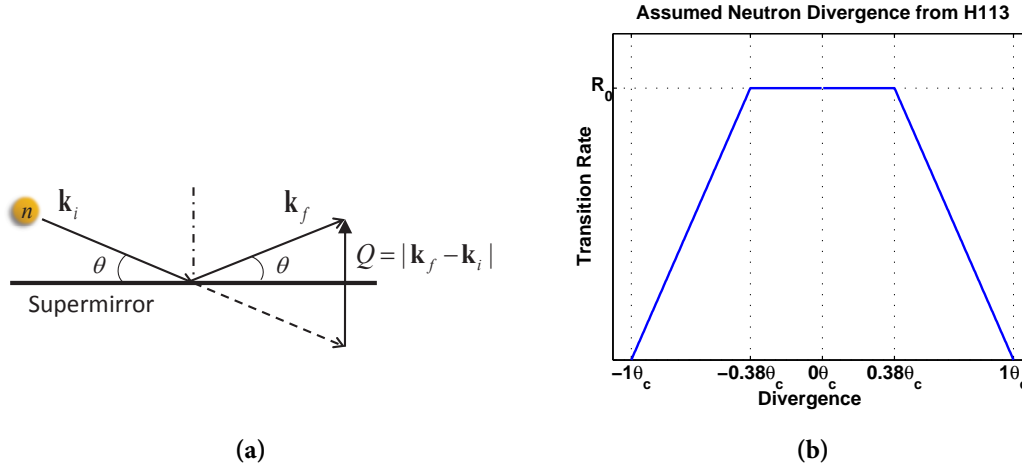 n
k_i
k_f
θ
θ
Q = | k_f − k_i |
Supermirror
(a)
Assumed Neutron Divergence from H113
R_0
Transition Rate
−1θ_c
−0.38θ_c
0θ_c
0.38θ_c
1θ_c
Divergence
(b)